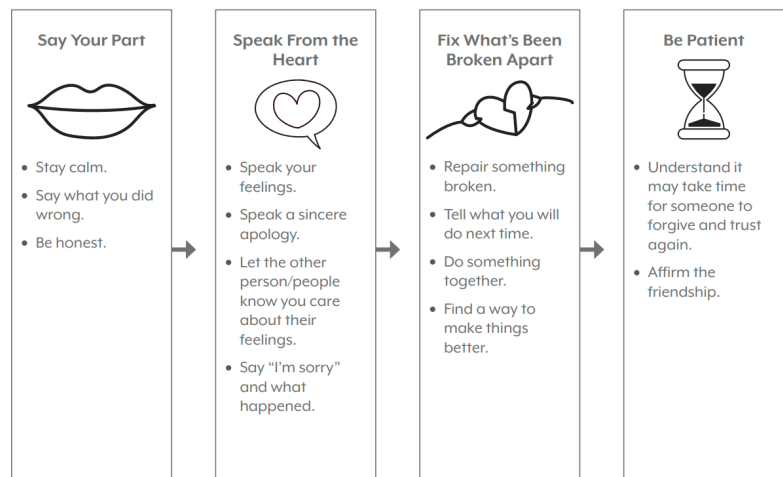 Say Your Part
• Stay calm.
• Say what you did
wrong.
• Be honest.
Speak From the
Heart
• Speak your
feelings.
• Speak a sincere
apology.
• Let the other
person/people
know you care
about their
feelings.
• Say “I’m sorry”
and what
happened.
Fix What’s Been
Broken Apart
• Repair something
broken.
• Tell what you will
do next time.
• Do something
together.
• Find a way to
make things
better.
Be Patient
• Understand it
may take time
for someone to
forgive and trust
again.
• Affirm the
friendship.